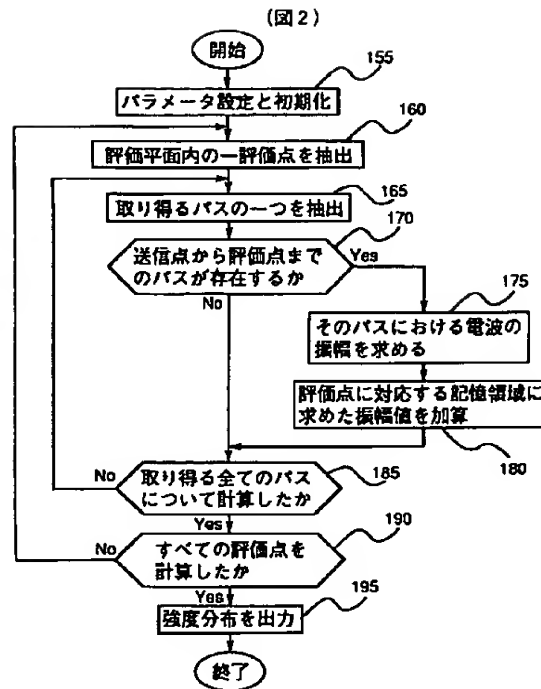 (図2)
開始
155
パラメータ設定と初期化
160
評価平面内の一評価点を抽出
165
取り得るパスの一つを抽出
170
送信点から評価点まで
のパスが存在するか
Yes
No
175
そのパスにおける電波の
振幅を求める
評価点に対応する記憶領域に
求めた振幅値を加算
180
No
取り得る全てのパス
について計算したか
185
Yes
190
No
すべての評価点を
計算したか
Yes
195
強度分布を出力
終了